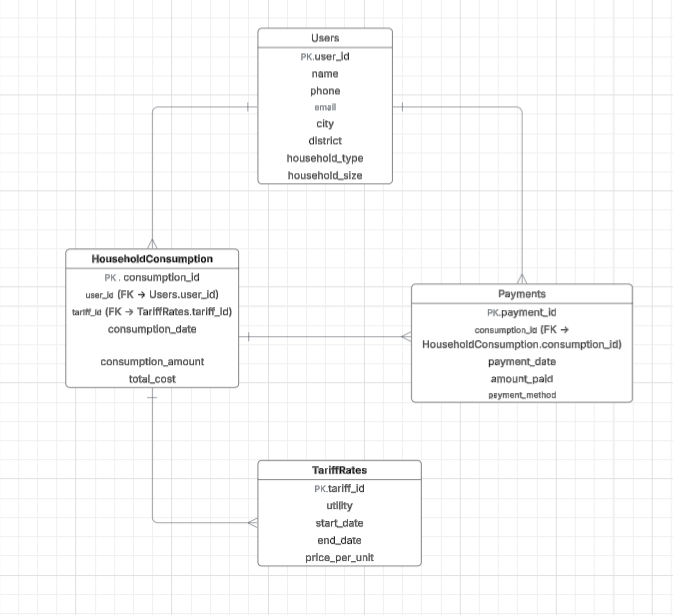 Users
PK.user_id
name
phone
email
city
district
household_type
household_size
HouseholdConsumption
PK . consumption_id
user_id (FK → Users.user_id)
tariff_id (FK → TariffRates.tariff_id)
consumption_date
consumption_amount
total_cost
Payments
PK.payment_id
consumption_id (FK →
HouseholdConsumption.consumption_id)
payment_date
amount_paid
payment_method
TariffRates
PK.tariff_id
utility
start_date
end_date
price_per_unit